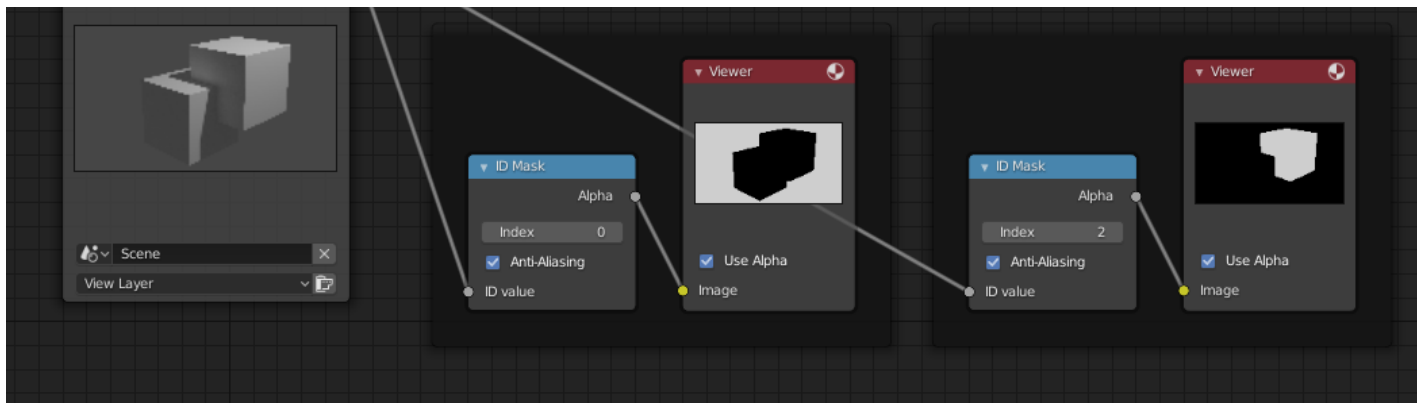 Scene
View Layer
ID Mask
Alpha
Index 0
Anti-Aliasing
ID value
Viewer
Use Alpha
Image
ID Mask
Alpha
Index 2
Anti-Aliasing
ID value
Viewer
Use Alpha
Image